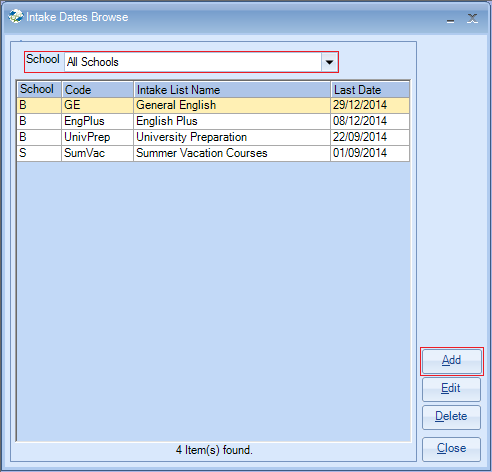 Intake Dates Browse
School All Schools
School Code Intake List Name Last Date
B GE General English 29/12/2014
B EngPlus English Plus 08/12/2014
B UnivPrep University Preparation 22/09/2014
S SumVac Summer Vacation Courses 01/09/2014
Add
Edit
Delete
Close
4 Item(s) found.